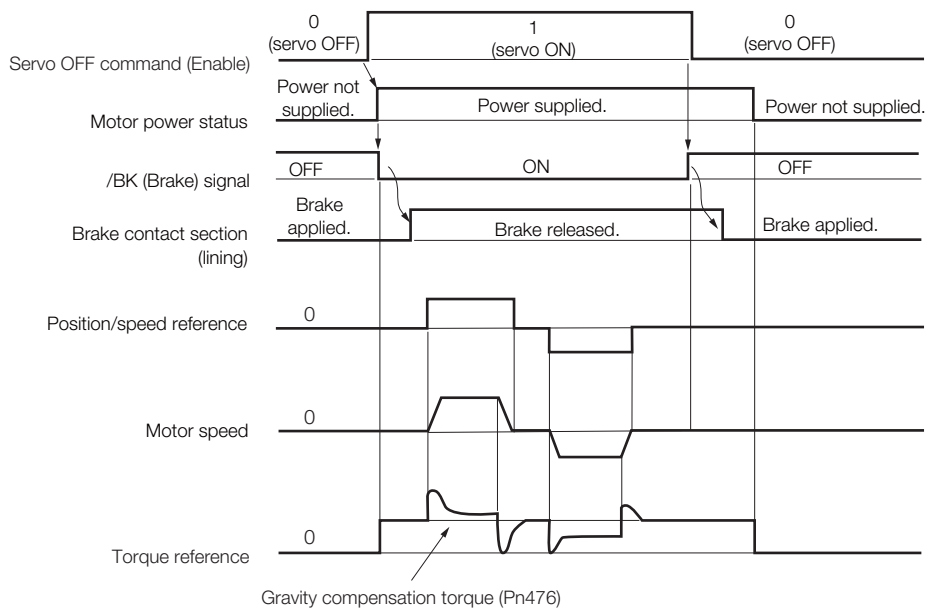 0
(servo OFF)
1
(servo ON)
0
(servo OFF)
Servo OFF command (Enable)
Power not
supplied.
Power supplied.
Power not supplied.
Motor power status
OFF
ON
OFF
/BK (Brake) signal
Brake
applied.
Brake released.
Brake applied.
Brake contact section
(lining)
0
Position/speed reference
0
Motor speed
0
Torque reference
Gravity compensation torque (Pn476)